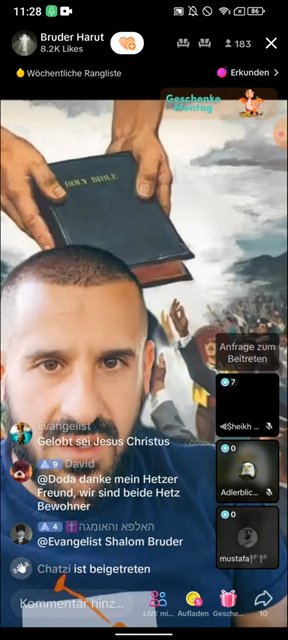 11:28
86
Bruder Harut
8.2K Likes
183
Wöchentliche Rangliste
Erkunden
Geschenke
Montag
HOLY BIBLE
Anfrage zum
Beitreten
7
Sheikh ...
0
Adlerblic...
0
mustafa
Evangelist
Gelobt sei Jesus Christus
9 David
@Doda danke mein Hetzer
Freund, wir sind beide Hetz
Bewohner
4 האלפא והאומגה
@Evangelist Shalom Bruder
Chatzi ist beigetreten
Kommentar hinz...
LIVE mi...
Aufladen
Gesche...
10